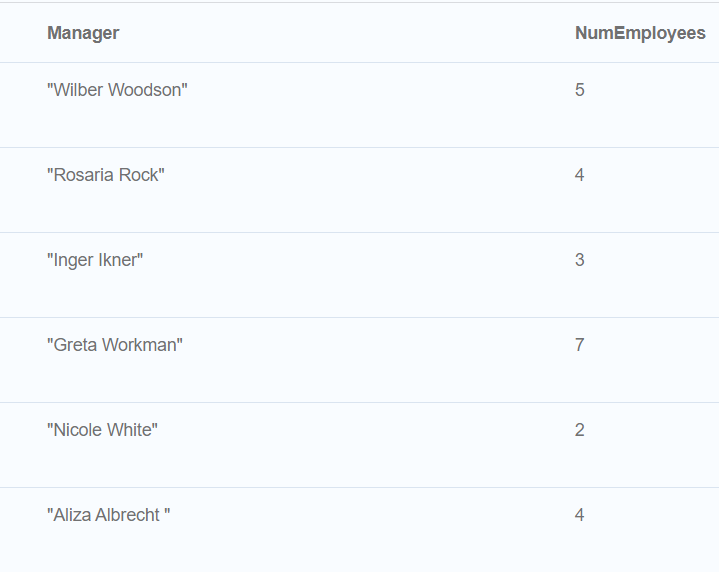 Manager NumEmployees
"Wilber Woodson" 5
"Rosaria Rock" 4
"Inger Ikner" 3
"Greta Workman" 7
"Nicole White" 2
"Aliza Albrecht " 4